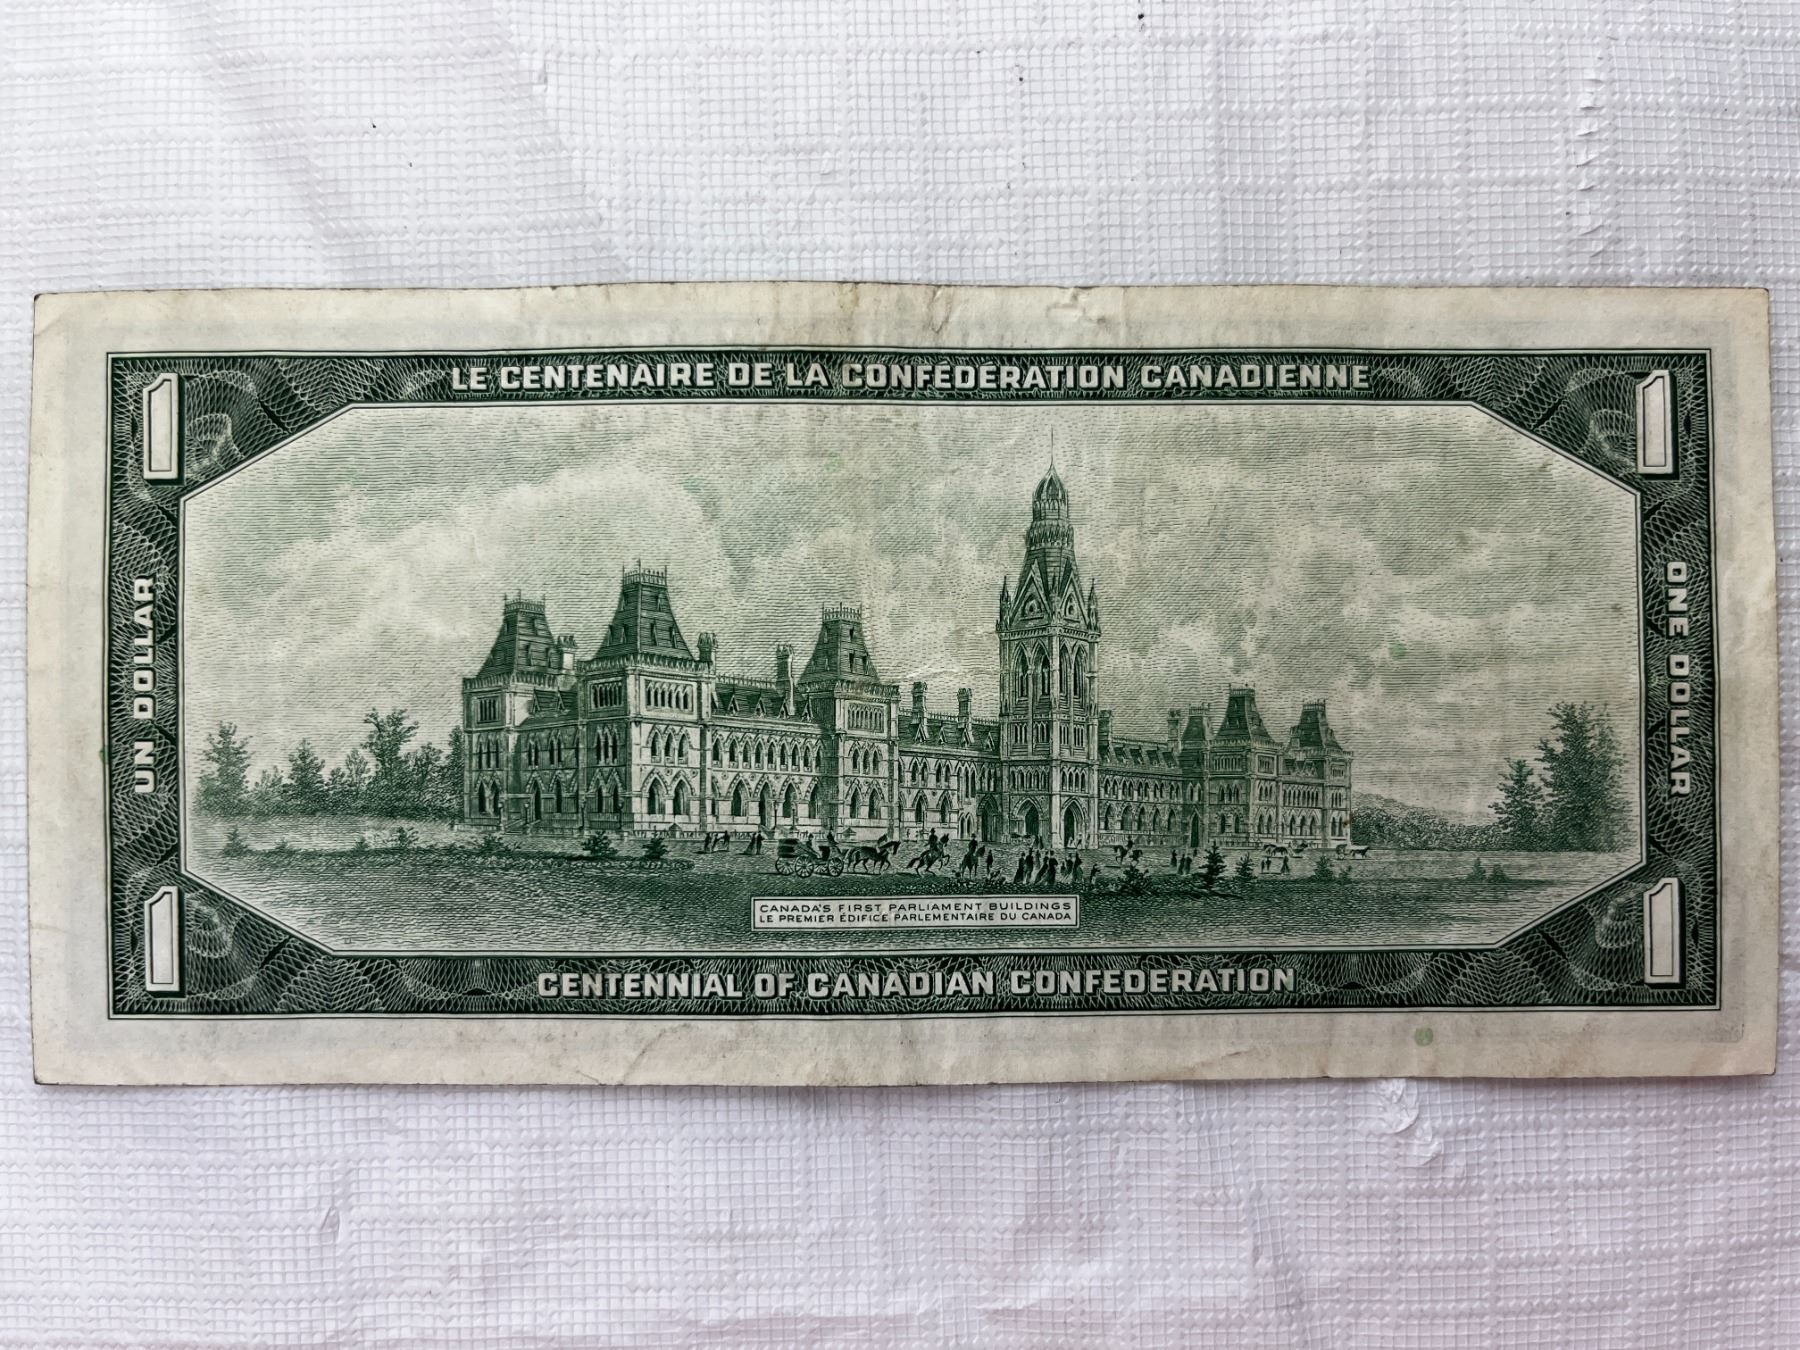 LE CENTENAIRE DE LA CONFÉDÉRATION CANADIENNE
1
1
UN DOLLAR
ONE DOLLAR
CANADA'S FIRST PARLIAMENT BUILDINGS
LE PREMIER ÉDIFICE PARLEMENTAIRE DU CANADA
1
1
CENTENNIAL OF CANADIAN CONFEDERATION